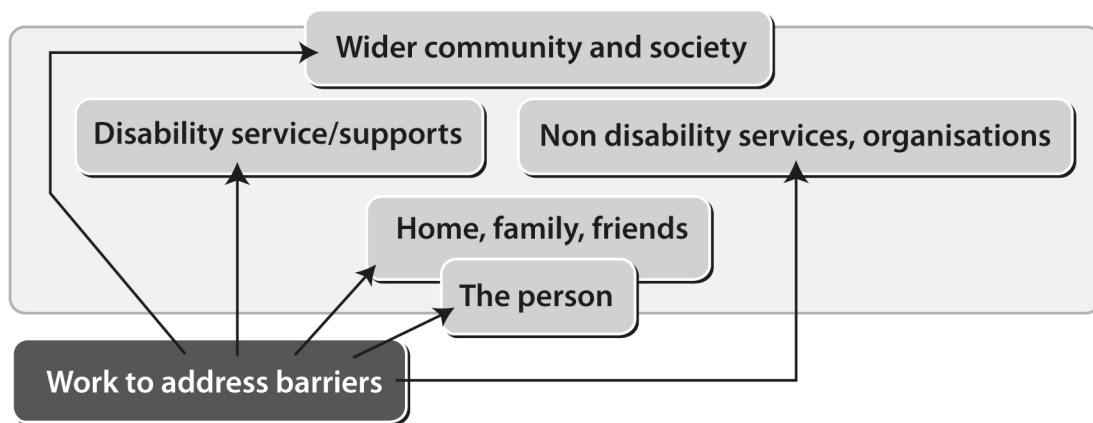 Wider community and society
Disability service/supports
Non disability services, organisations
Home, family, friends
The person
Work to address barriers